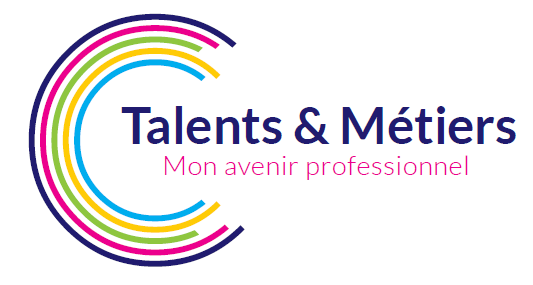 Talents & Métiers
Mon avenir professionnel